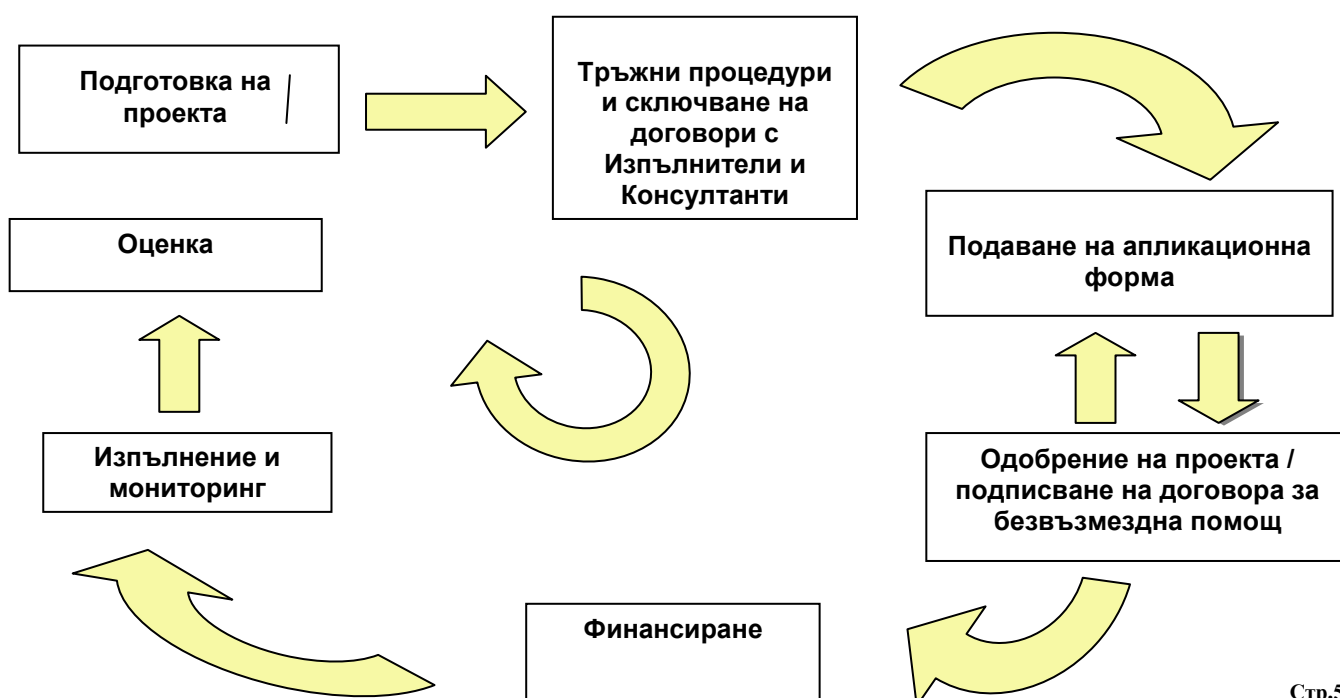 Подготовка на
проекта
Тръжни процедури
и сключване на
договори с
Изпълнители и
Консултанти
Подаване на апликационна
форма
Одобрение на проекта /
подписване на договора за
безвъзмездна помощ
Финансиране
Изпълнение и
мониторинг
Оценка
Стр.5